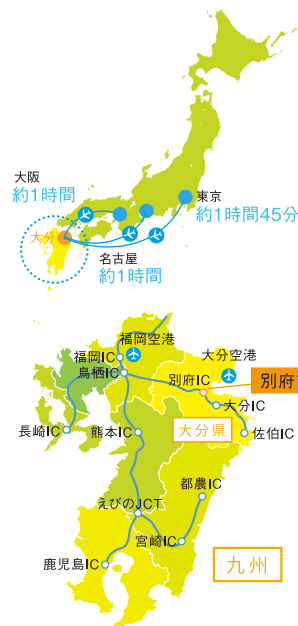 大阪
約1時間
東京
約1時間45分
大分
名古屋
約1時間
福岡空港
福岡IC
大分空港
鳥栖IC
別府IC
別府
大分IC
長崎IC
熊本IC
大分県
佐伯IC
都農IC
えびのJCT
宮崎IC
鹿児島IC
九州